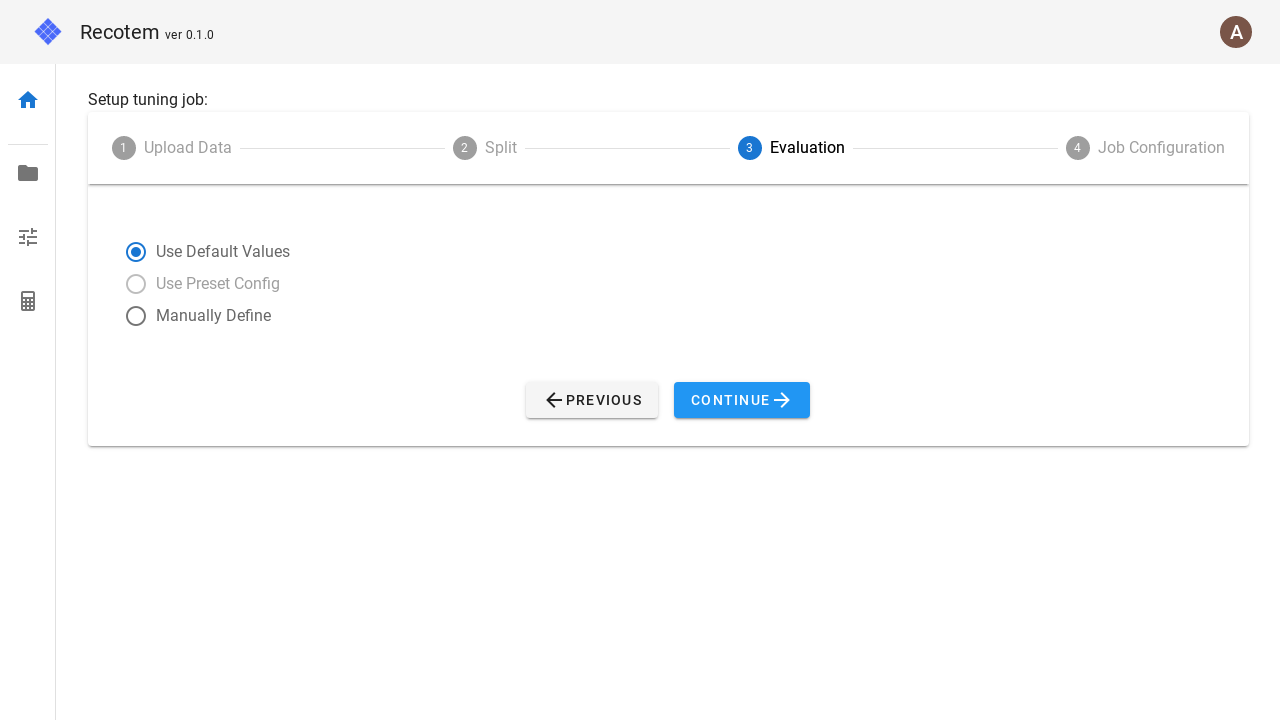 Recotem ver 0.1.0
A
Setup tuning job:
1 Upload Data
2 Split
3 Evaluation
4 Job Configuration
Use Default Values
Use Preset Config
Manually Define
PREVIOUS
CONTINUE